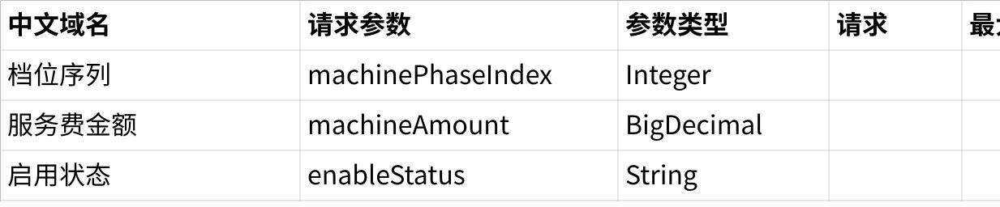 中文域名 请求参数 参数类型 请求
档位序列 machinePhaseIndex Integer
服务费金额 machineAmount BigDecimal
启用状态 enableStatus String